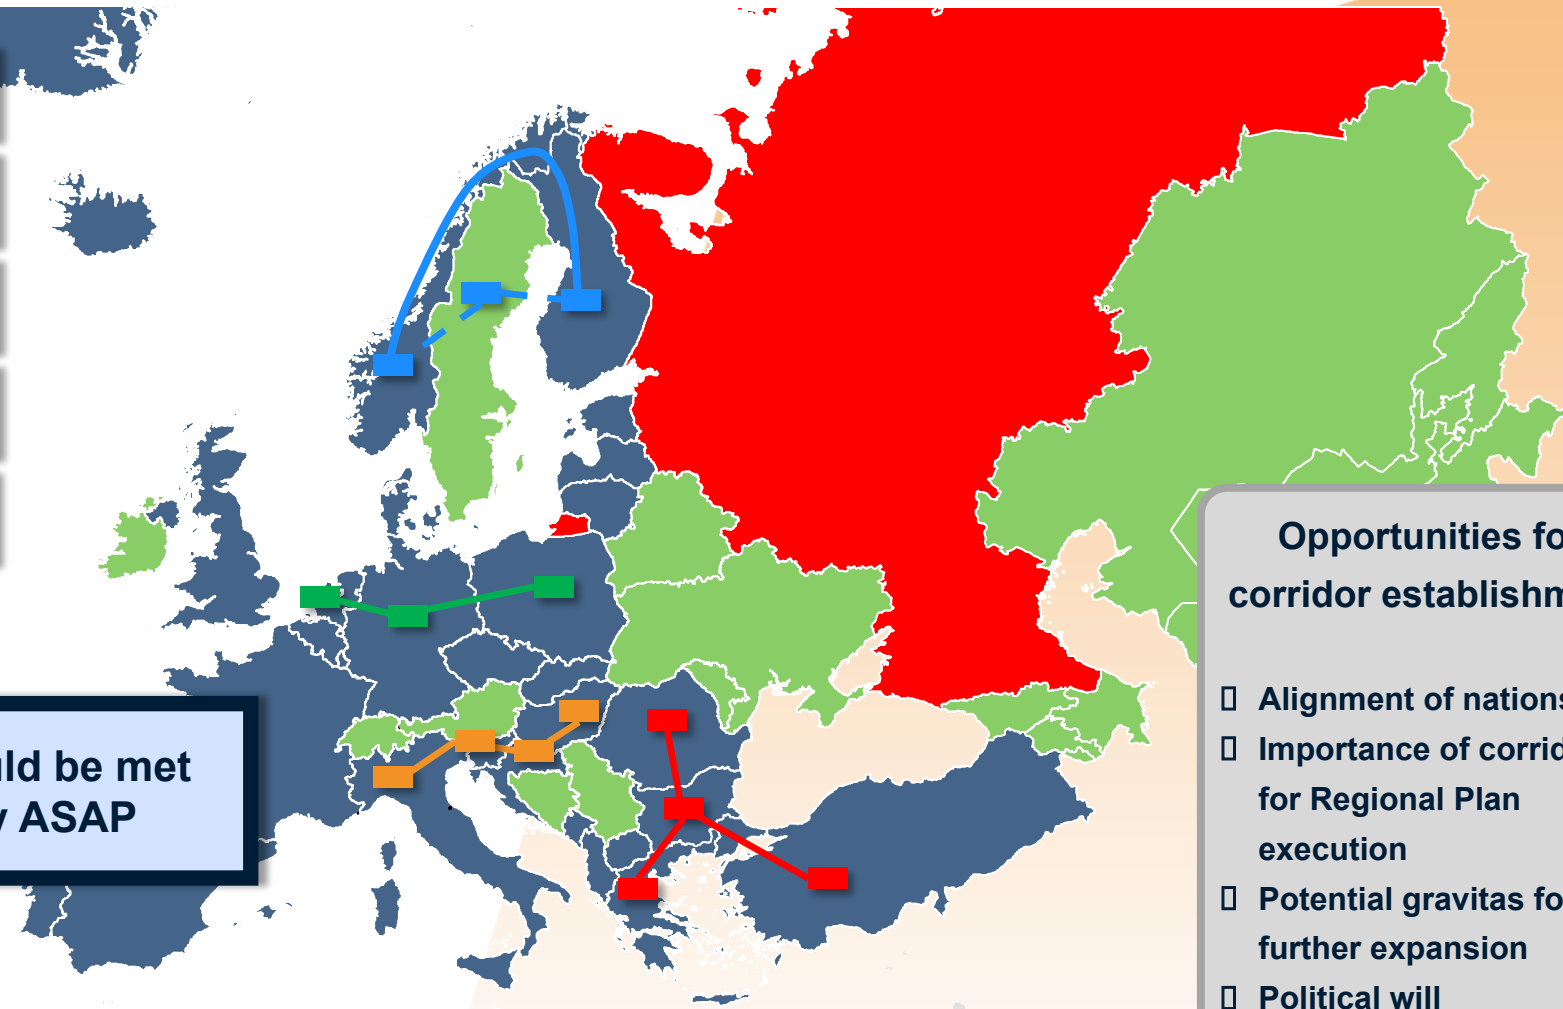 uld be met
y ASAP
Opportunities fo
corridor establishm
Alignment of nations
Importance of corrid
for Regional Plan
execution
Potential gravitas fo
further expansion
Political will